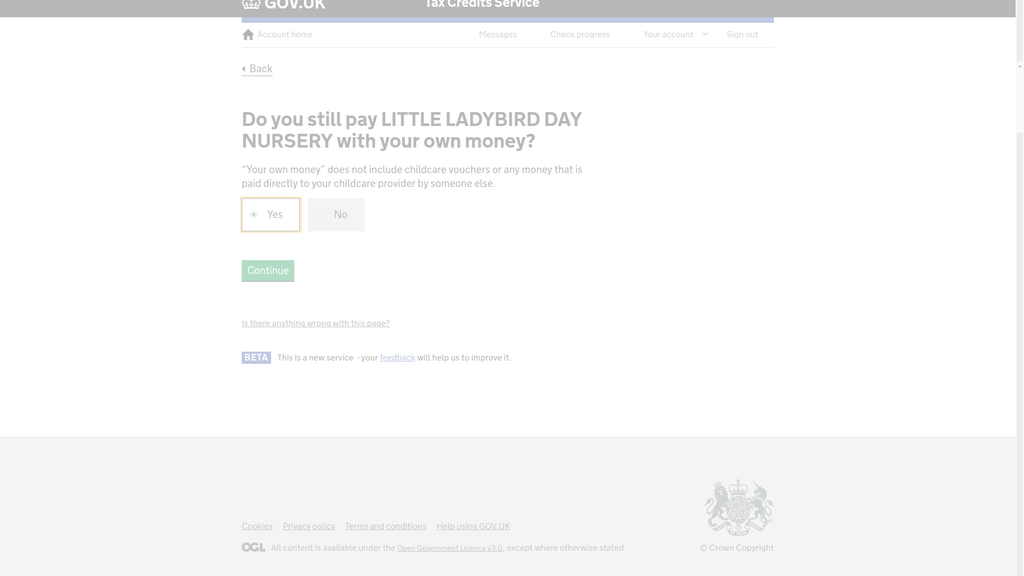 GOV.UK Tax Credits Service
Account home Messages Check progress Your account Sign out
Back
Do you still pay LITTLE LADYBIRD DAY
NURSERY with your own money?
“Your own money” does not include childcare vouchers or any money that is
paid directly to your childcare provider by someone else.
Yes No
Continue
Is there anything wrong with this page?
BETA This is a new service - your feedback will help us to improve it.
Cookies Privacy policy Terms and conditions Help using GOV.UK
OGL All content is available under the Open Government Licence v3.0, except where otherwise stated
© Crown Copyright